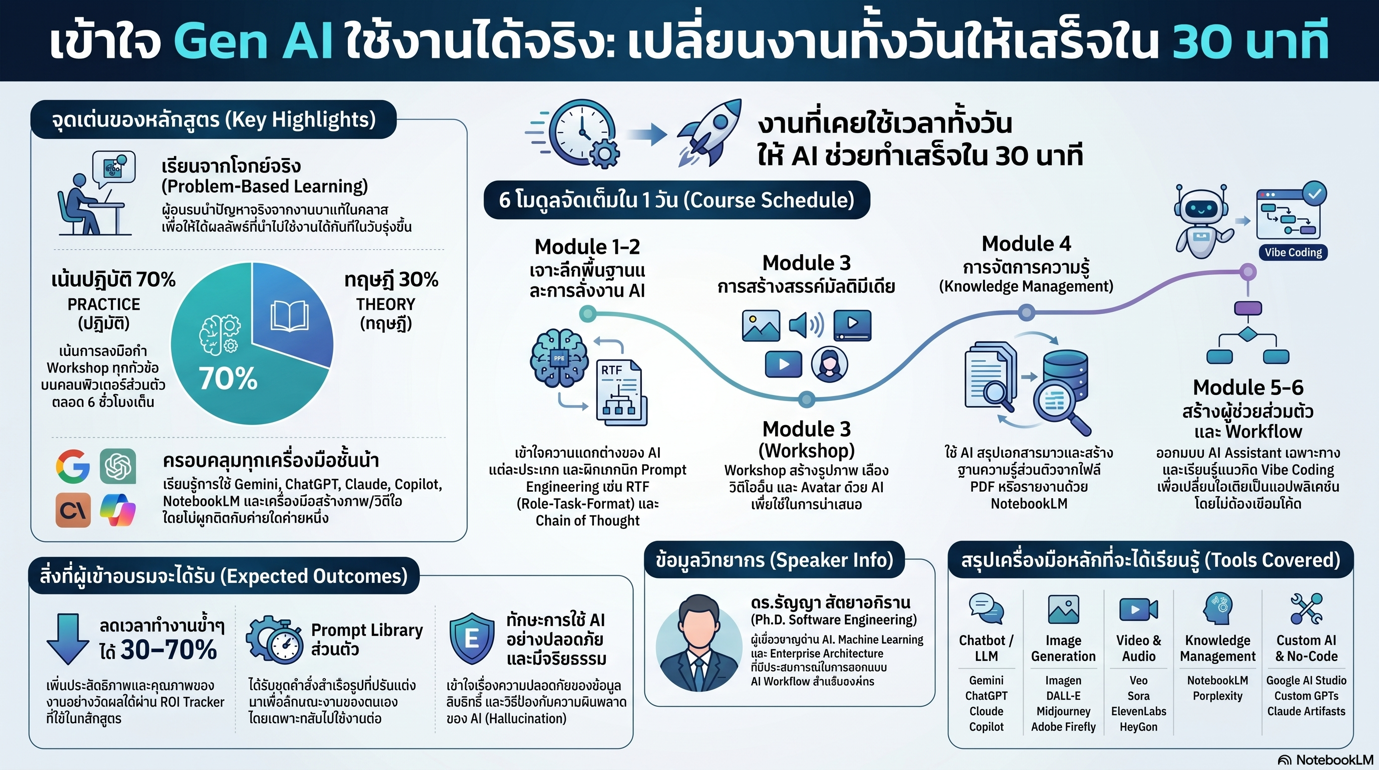 เข้าใจ Gen AI ใช้งานได้จริง: เปลี่ยนงานทั้งวันให้เสร็จใน 30 นาที
จุดเต่นของหลักสูตร (Key Highlights)
เรียนจากโจทย์จริง
(Problem-Based Learning)
ผู้อนรมนำปัญหาจริงจากงานบาแท้ในคลาส
เพื่อให้ได้ผลลัพธ์ที่นำไปใช้งานได้กันทีในวับรุ่งขึ้น
เน้นปฏิบัติ 70%
PRACTICE
(ปฏิบัติ)
เน้นการลงมือกำ
Workshop ทุกทัวข้อ
บนคลอนพิวเตอร์ส่วนตัว
ตลอด 6 ชั่วโบงเต็น
70%
ทฤษฎี 30%
THEORY
(ทฤษฎี)
ครอบคลุมทุกเครื่องมือชั้นน้า
เรียนรู้การใช้ Gemini, ChatGPT, Claude, Copilot,
NotebookLM และเครื่องมือสร้างภาพ/วิดีใอ
โดยไบ่ผูกติดกับค่ายใดค่ายหนึ่ง
งานที่เคยใช้เวลาทั้งวัน
ให้ AI ช่วยทำเสร็จใน 30 นาที
6 โมดูลจัดเต็มใน 1 วัน (Course Schedule)
Module 1-2
เจาะลึกพื้นฐานแ
ละการลั่งงาน AI
RTF
เข้าใจความแตกต่างของ AI
แต่ละประเภก และผิกเกกนิก Prompt
Engineering เช่น RTF
(Role-Task-Format) และ
Chain of Thought
Module 3
การสร้างสรรค์มัลติมีเดีย
Module 3
(Workshop)
Workshop สร้างรูปภาพ เลือง
วิติโออื้น และ Avatar ด้วย AI
เพื่ยใช้ในการนำเสนอ
Module 4
การจัตการความรู้
(Knowledge Management)
ใช้ AI สรุปเอกสารมาวและสร้าง
ฐานความรู้ส่วนตัวจากไฟลี
PDF หรือรายงานด้วย
NotebookLM
Vibe Coding
Module 5-6
สร้างผู้ช่วยส่วมตัว
และ Workflow
ออกมบบ AI Assistant เฉพาะทาง
และเรียนรู้แนวกิด Vibe Coding
เพื่อเปลี่ยนไอเตียเป็นแอปพลิเคช่น
โดยไม่ต้องเขียมโค้ด
สิ่งที่ผู้เข้าอบรมจะได้รับ (Expected Outcomes)
ลดเวลาทำงานซ้ำๆ
ได้ 30-70%
เพิ่นประสัดธิภาพและคุณภาพของ
งานอย่างวัดผลใต้ผ่าน ROI Tracker
ที่ใช้ในกสักสูตร
Prompt Library
ส่วนตัว
ได้รับชุดคำสั่งสำเรือรูปที่ปรันแต่ง
นาเพื่อลักนณะงานของตนเอง
โดยเฉพาะทสันไปใช้งานต่อ
E
ทักษะการใช้ AI
อย่างปลอดภัย
และมีจริยธรรม
เข้าใจเรื่องความปลอดภัยของข้อนูล
ลิบธิทธิ์ และวิธีป้องกับความผินพลาด
ของ AI (Hallucination)
ข้อมูลวิทยากร (Speaker Info)
ดร.รัญญา สัตยาอกิราน
(Ph.D. Software Engineering)
ผู้เชื่อวขาญด่าน AI. Machine Learning
และ Enterprise Architecture
ที่มีประสบการณ์ในการออกนบบ
AI Workflow สำนเช็บองค์กร
สรุปเครื่องมือหลักที่จะได้เรียนรู้ (Tools Covered)
Chatbot /
LLM
Gemini
ChatGPT
Cloude
Copilot
Image
Generation
Imagen
DALL-E
Midjourney
Adobe Firefly
Video &
Audio
Veo
Sora
ElevenLabs
HeyGon
Knowledge
Management
NotebookLM
Porplexity
Custom AI
& No-Code
Google AI Studio
Custom GPTs
Claude Artifasts
NotebookLM